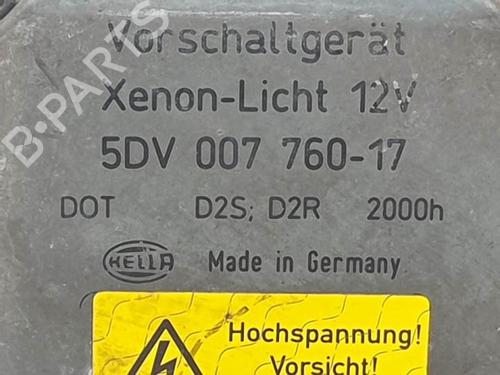 Vorschaltgerät
Xenon-Licht 12V
5DV 007 760-17
DOT D2S; D2R 2000h
HELLA Made in Germany
Hochspannung!
Vorsicht!
B-PARTS